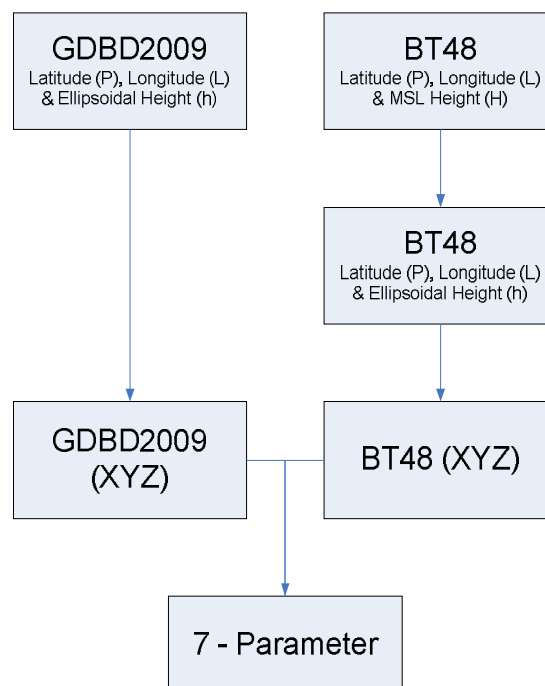 GDBD2009
Latitude (P), Longitude (L)
& Ellipsoidal Height (h)
BT48
Latitude (P), Longitude (L)
& MSL Height (H)
BT48
Latitude (P), Longitude (L)
& Ellipsoidal Height (h)
GDBD2009
(XYZ)
BT48 (XYZ)
7 - Parameter